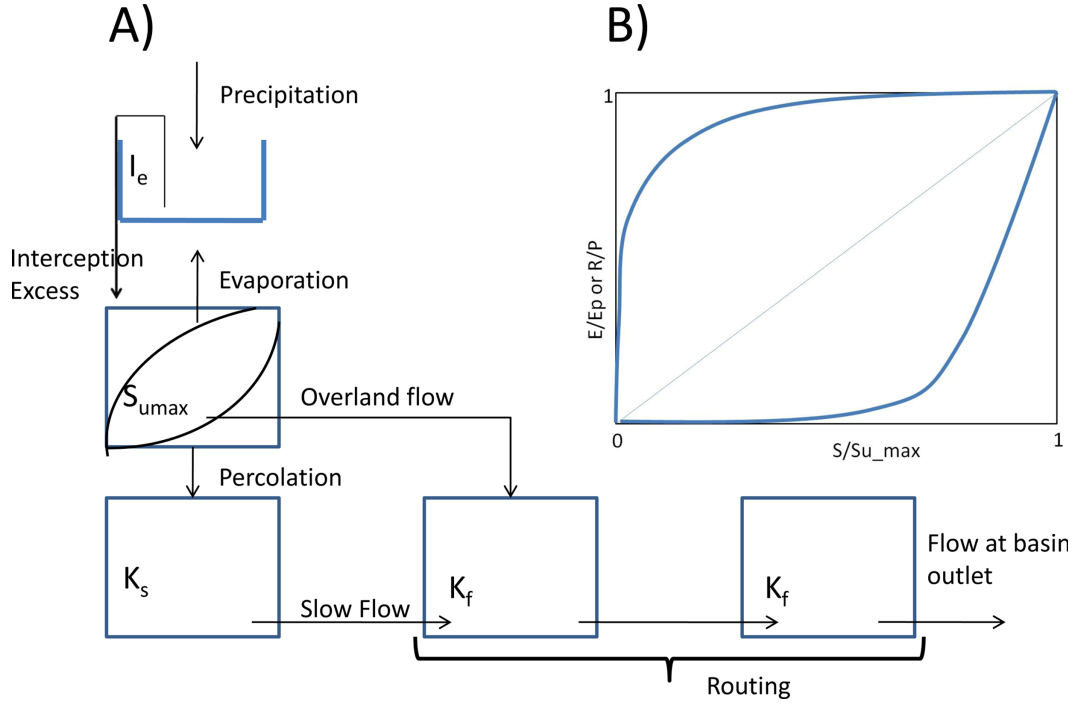 A)
Precipitation
Ie
Interception
Excess
Evaporation
Sumax
Overland flow
Percolation
Ks
Slow Flow
Kf
Kf
Flow at basin
outlet
Routing
B)
1
E/Ep or R/P
0
1
S/Su_max